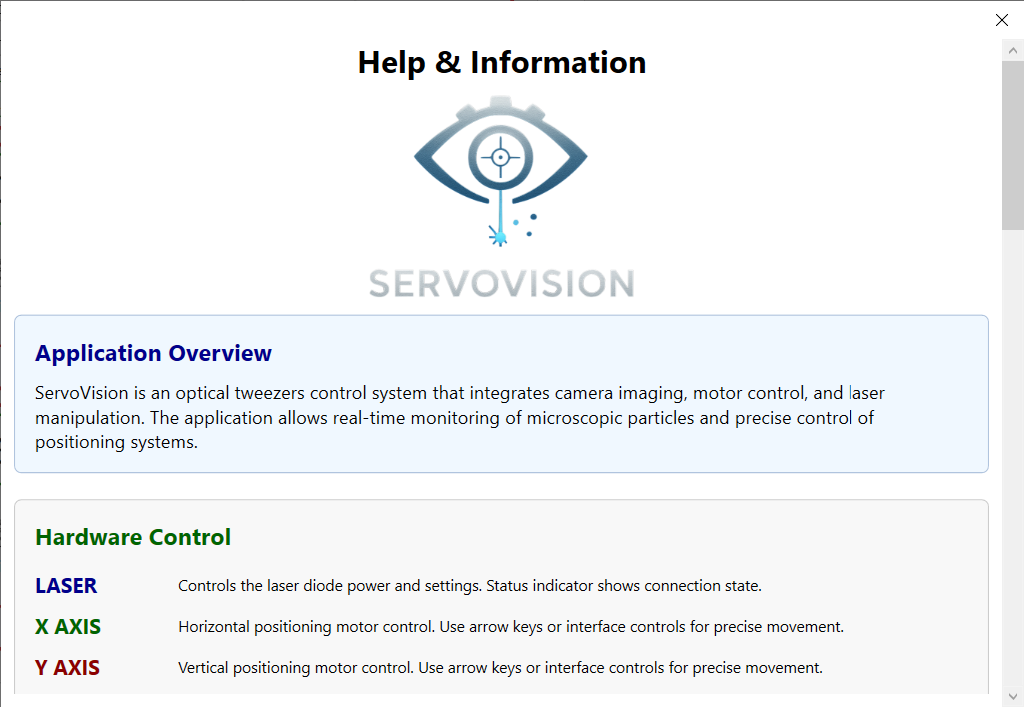 Help & Information
SERVOVISION
Application Overview
ServoVision is an optical tweezers control system that integrates camera imaging, motor control, and laser
manipulation. The application allows real-time monitoring of microscopic particles and precise control of
positioning systems.
Hardware Control
LASER Controls the laser diode power and settings. Status indicator shows connection state.
X AXIS Horizontal positioning motor control. Use arrow keys or interface controls for precise movement.
Y AXIS Vertical positioning motor control. Use arrow keys or interface controls for precise movement.